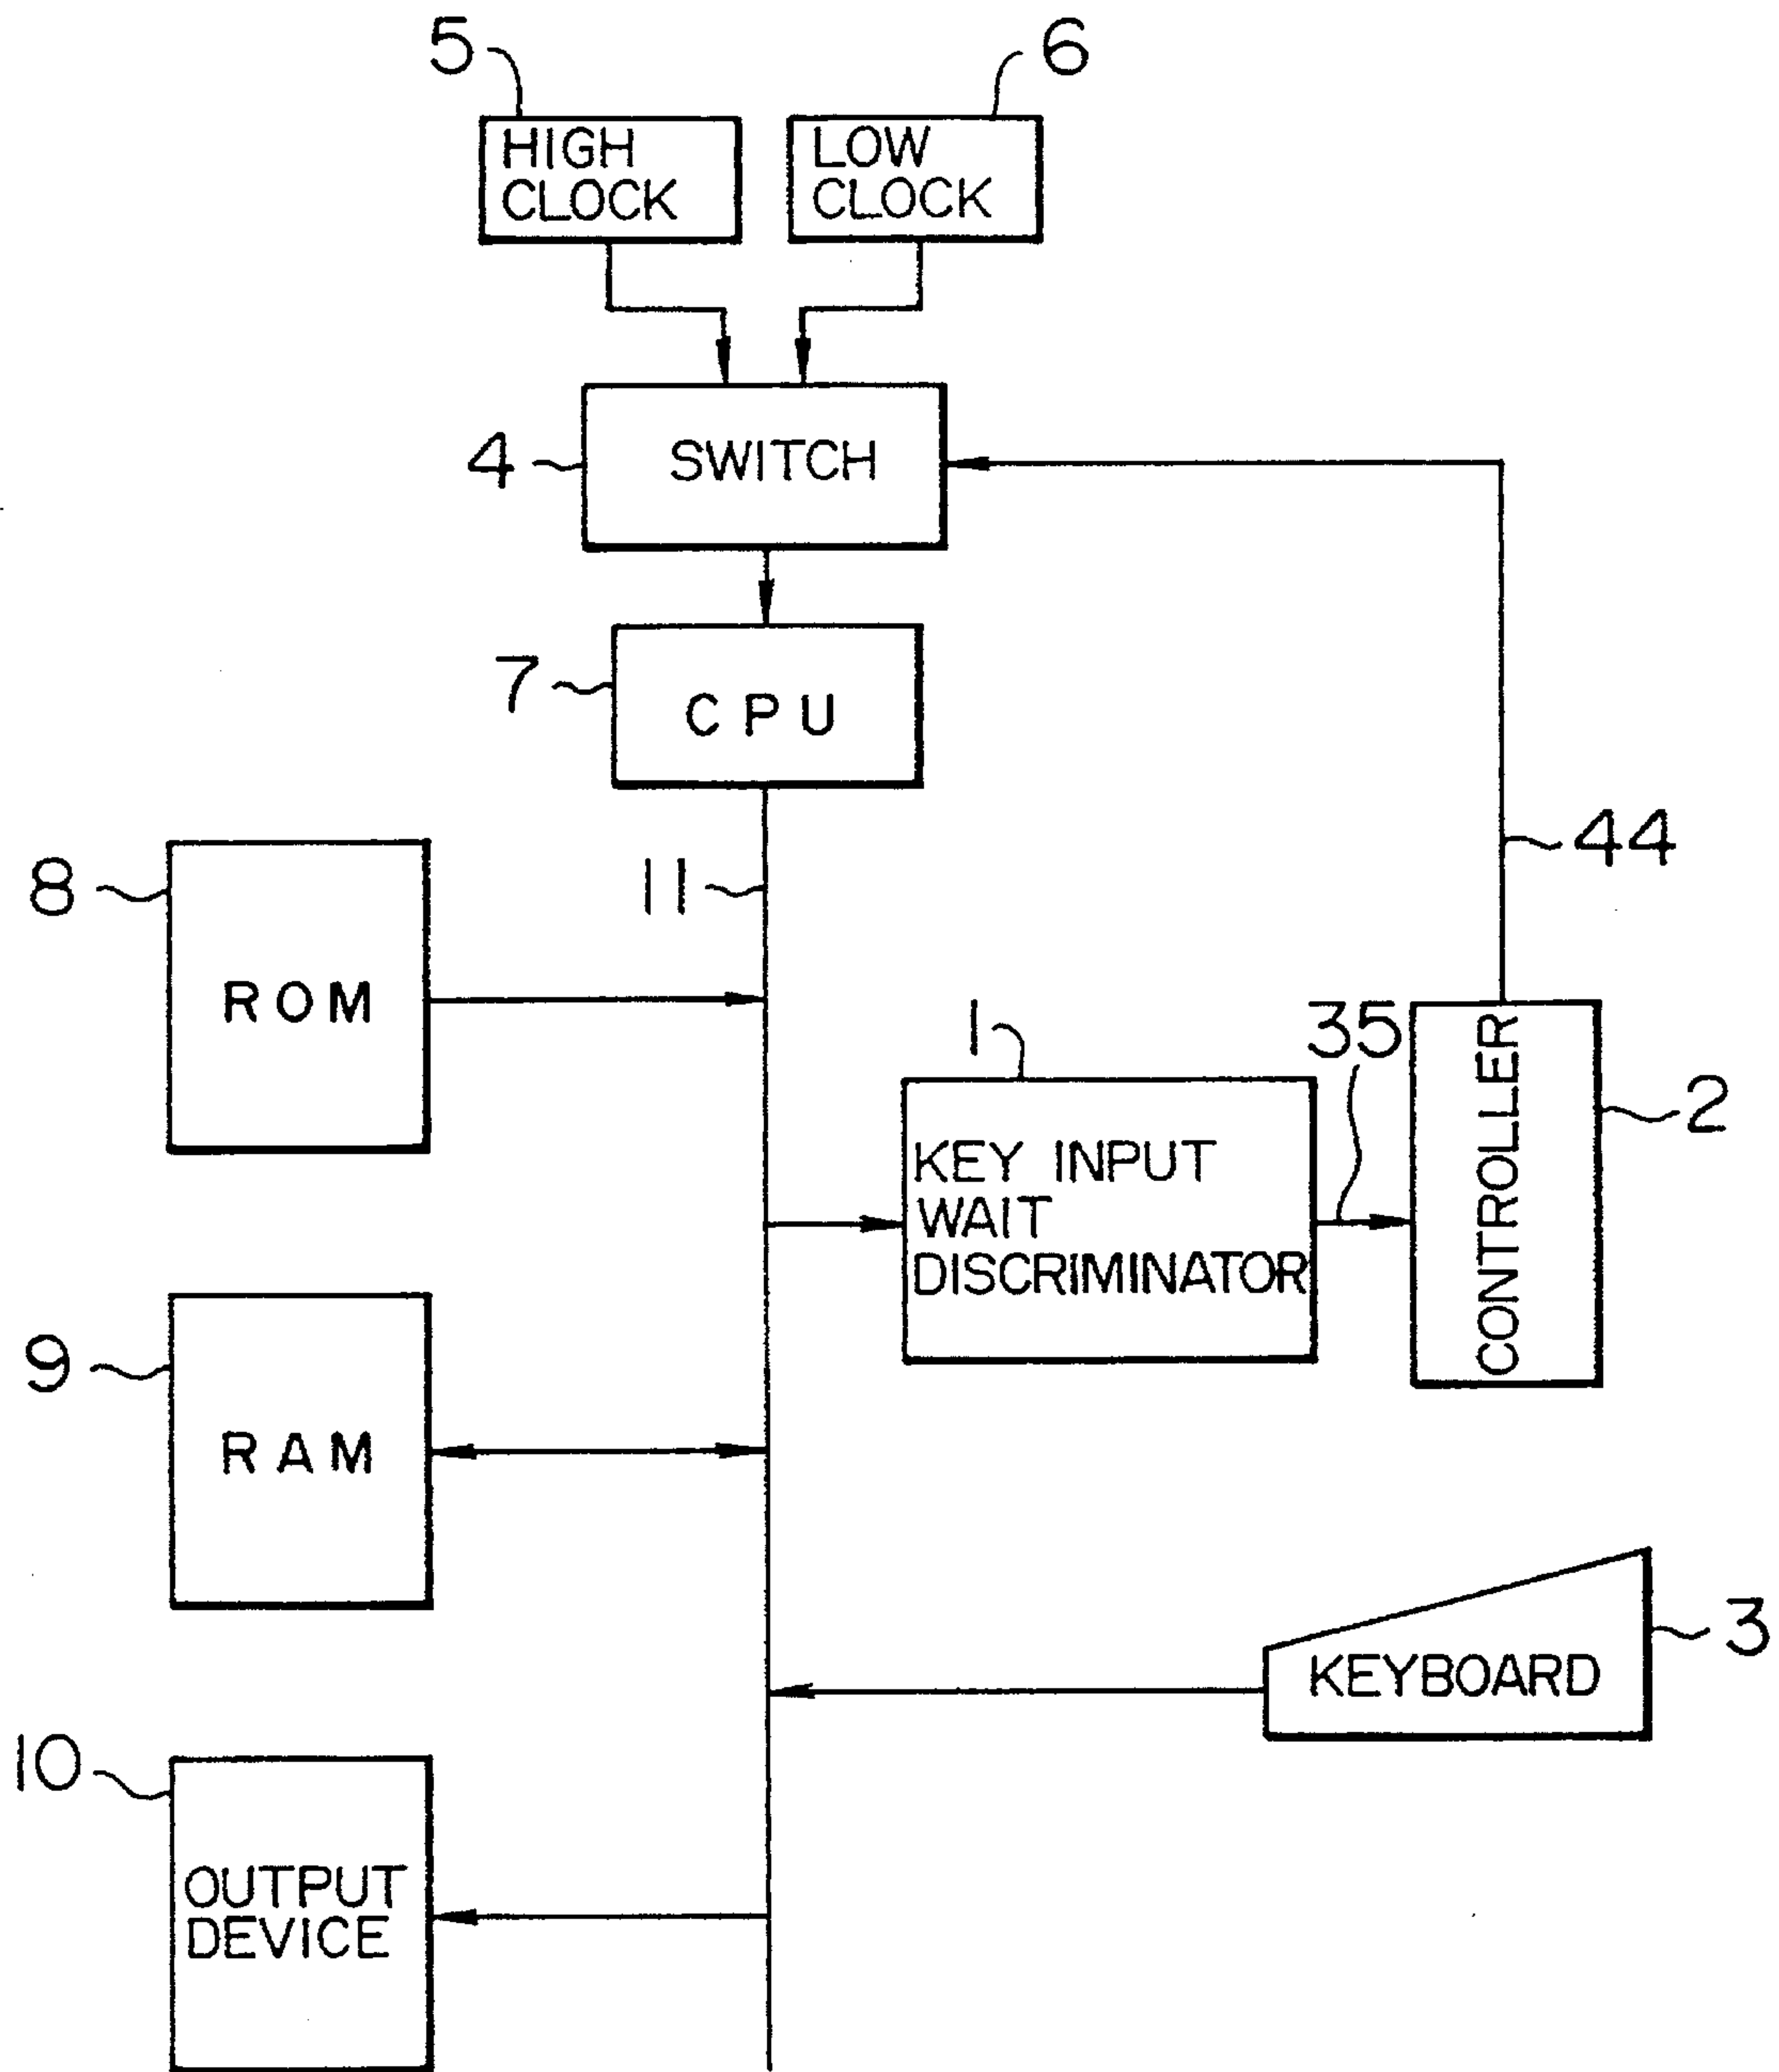 5
6
HIGH
CLOCK
LOW
CLOCK
4
SWITCH
7
CPU
44
8
11
ROM
1
35
CONTROLLER
2
KEY INPUT
WAIT
DISCRIMINATOR
9
RAM
3
KEYBOARD
10
OUTPUT
DEVICE